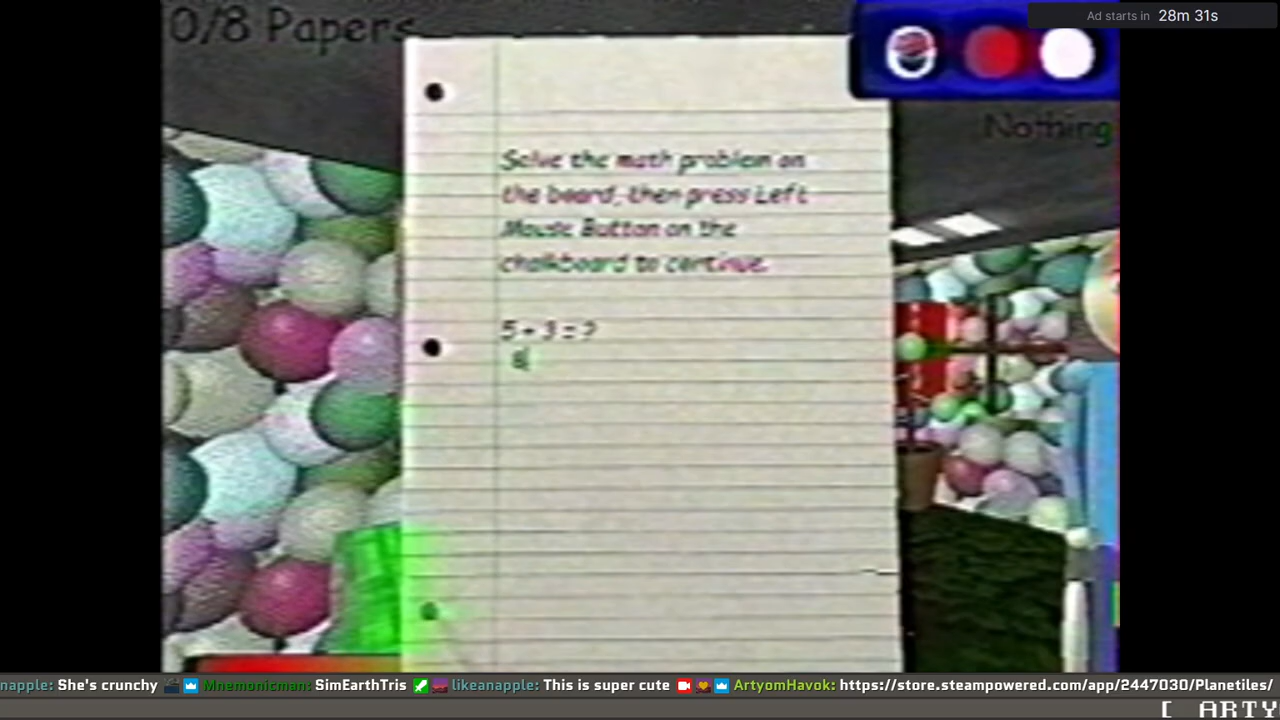 Ad starts in 28m 31s
0/8 Papers
Nothing
Solve the math problem on
the board, then press Left
Mouse Button on the
chalkboard to continue.
5 + 3 = ?
8
napple: She's crunchy Mnemonicman: SimEarthTris likeanapple: This is supr cute ArtyomHavok: https://store.steampowered.com/app/2447030/Planetiles/
[ ARTY